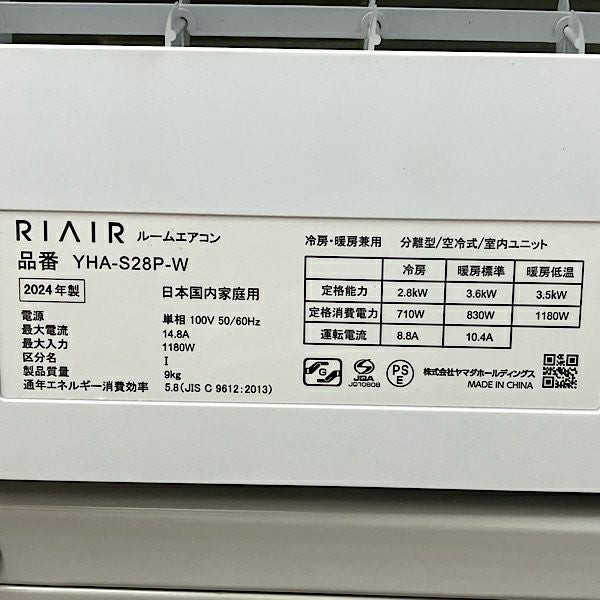 RIAIR ルームエアコン
品番 YHA-S28P-W
2024年製 日本国内家庭用
電源 単相 100V 50/60Hz
最大電流 14.8A
最大入力 1180W
区分名 I
製品質量 9kg
通年エネルギー消費効率 5.8(JIS C 9612:2013)
冷房・暖房兼用 分離型/空冷式/室内ユニット
冷房 暖房標準 暖房低温
定格能力 2.8kW 3.6kW 3.5kW
定格消費電力 710W 830W 1180W
運転電流 8.8A 10.4A
G
S
JQA
JQ1080B
PS
E
株式会社ヤマダホールディングス
MADE IN CHINA